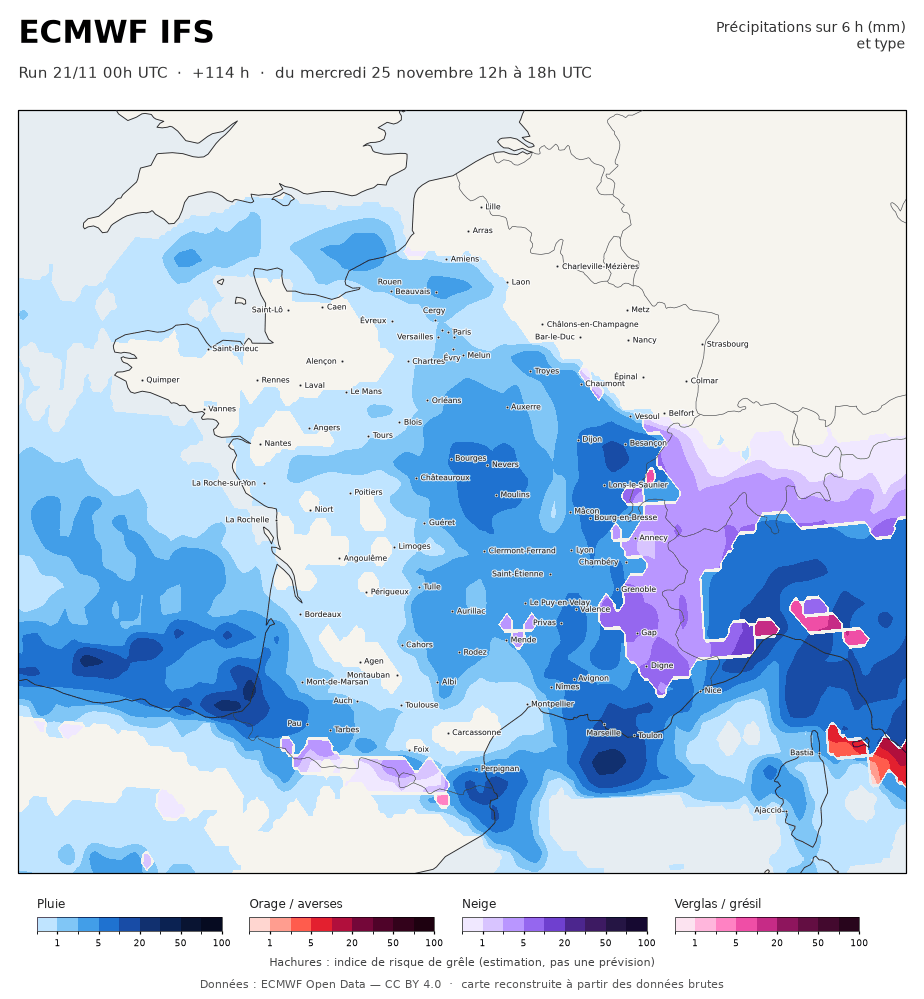 ECMWF IFS
Précipitations sur 6 h (mm)
et type
Run 21/11 00h UTC · +114 h · du mercredi 25 novembre 12h à 18h UTC
Lille
Arras
Amiens
Charleville-Mézières
Rouen
Beauvais
Laon
Saint-Lô
Caen
Cergy
Metz
Évreux
Châlons-en-Champagne
Versailles
Paris
Bar-le-Duc
Nancy
Strasbourg
Saint-Brieuc
Alençon
Chartres
Évry
Melun
Troyes
Épinal
Colmar
Quimper
Rennes
Laval
Le Mans
Chaumont
Orléans
Auxerre
Vannes
Vesoul
Belfort
Angers
Blois
Tours
Nantes
Dijon
Besançon
Bourges
Nevers
La Roche-sur-Yon
Châteauroux
Lons-le-Saunier
Poitiers
Moulins
Niort
Mâcon
Bourg-en-Bresse
La Rochelle
Guéret
Annecy
Limoges
Clermont-Ferrand
Lyon
Angoulême
Chambéry
Saint-Étienne
Périgueux
Tulle
Grenoble
Bordeaux
Aurillac
Le Puy-en-Velay
Valence
Privas
Gap
Cahors
Mende
Rodez
Agen
Digne
Montauban
Mont-de-Marsan
Albi
Avignon
Nîmes
Nice
Auch
Toulouse
Montpellier
Pau
Tarbes
Carcassonne
Marseille
Toulon
Foix
Bastia
Perpignan
Ajaccio
Pluie
Orage / averses
Neige
Verglas / grésil
1 5 20 50 100
1 5 20 50 100
1 5 20 50 100
1 5 20 50 100
Hachures : indice de risque de grêle (estimation, pas une prévision)
Données : ECMWF Open Data — CC BY 4.0 · carte reconstruite à partir des données brutes